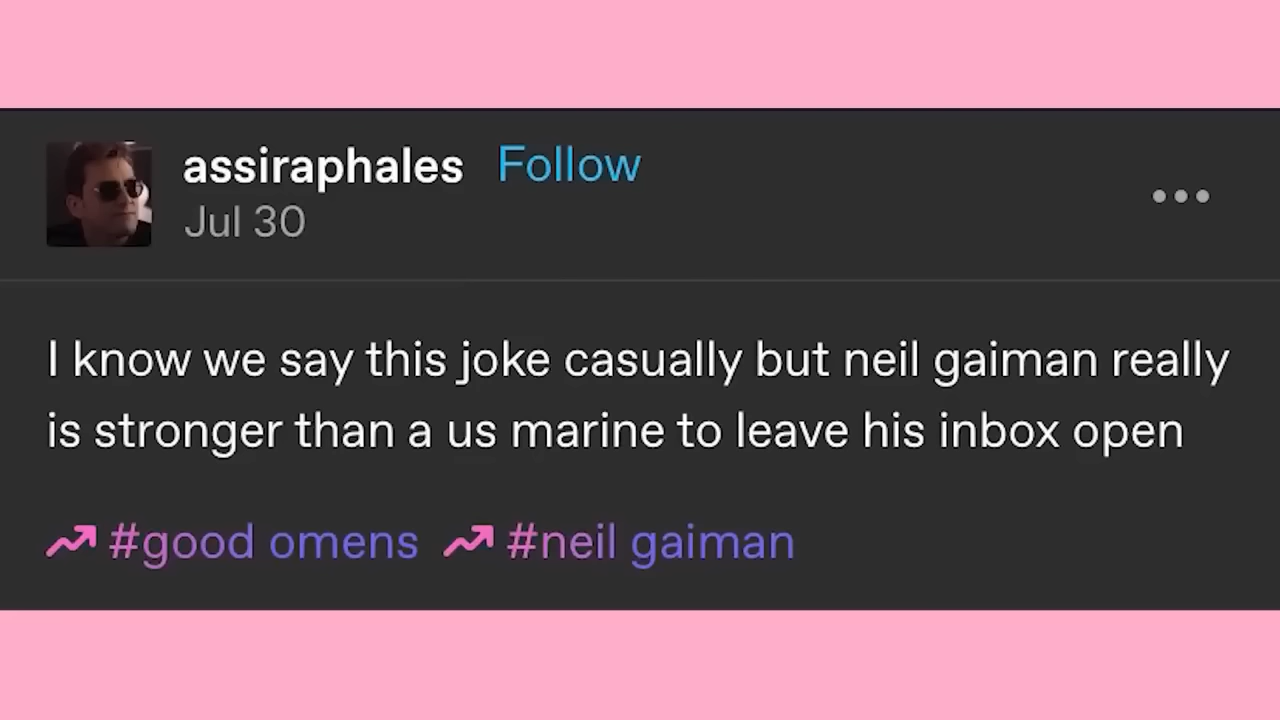 assiraphales Follow
Jul 30
I know we say this joke casually but neil gaiman really
is stronger than a us marine to leave his inbox open
#good omens #neil gaiman